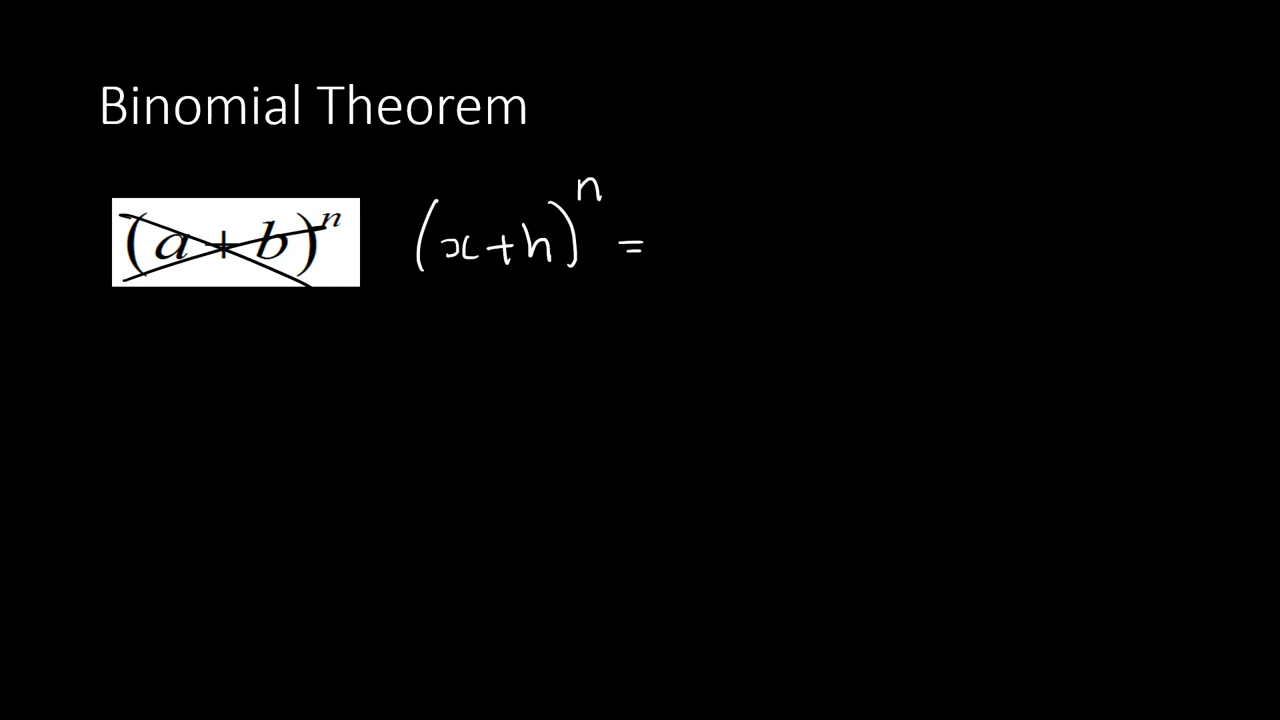 Binomial Theorem
(a + b)^n (x+h)^n =